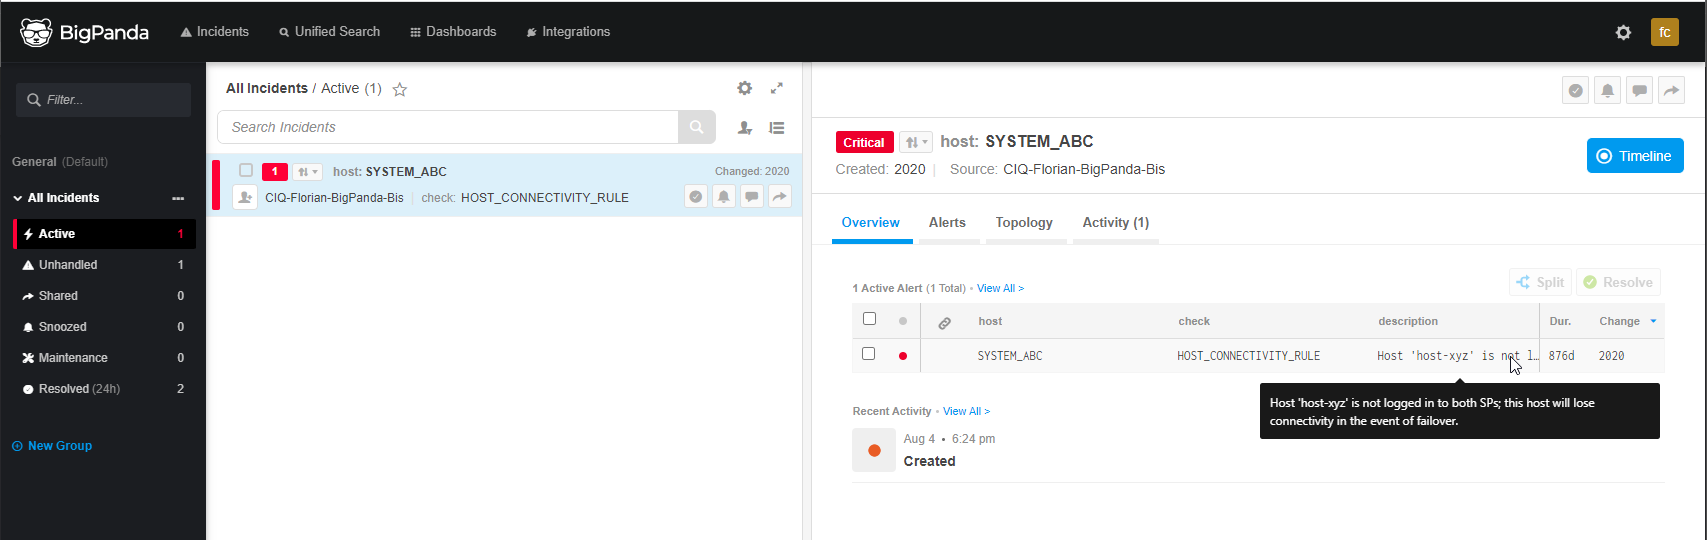 BigPanda
Incidents
Unified Search
Dashboards
Integrations
fc
Filter...
General (Default)
All Incidents
Active 1
Unhandled 1
Shared 0
Snoozed 0
Maintenance 0
Resolved (24h) 2
New Group
All Incidents / Active (1)
Search Incidents
1 host: SYSTEM_ABC Changed: 2020
CIQ-Florian-BigPanda-Bis check: HOST_CONNECTIVITY_RULE
Critical host: SYSTEM_ABC
Created: 2020 Source: CIQ-Florian-BigPanda-Bis
Timeline
Overview Alerts Topology Activity (1)
1 Active Alert (1 Total) • View All >
Split Resolve
host check description Dur. Change
SYSTEM_ABC HOST_CONNECTIVITY_RULE Host 'host-xyz' is not l… 876d 2020
Host 'host-xyz' is not logged in to both SPs; this host will lose
connectivity in the event of failover.
Recent Activity • View All >
Aug 4 • 6:24 pm
Created